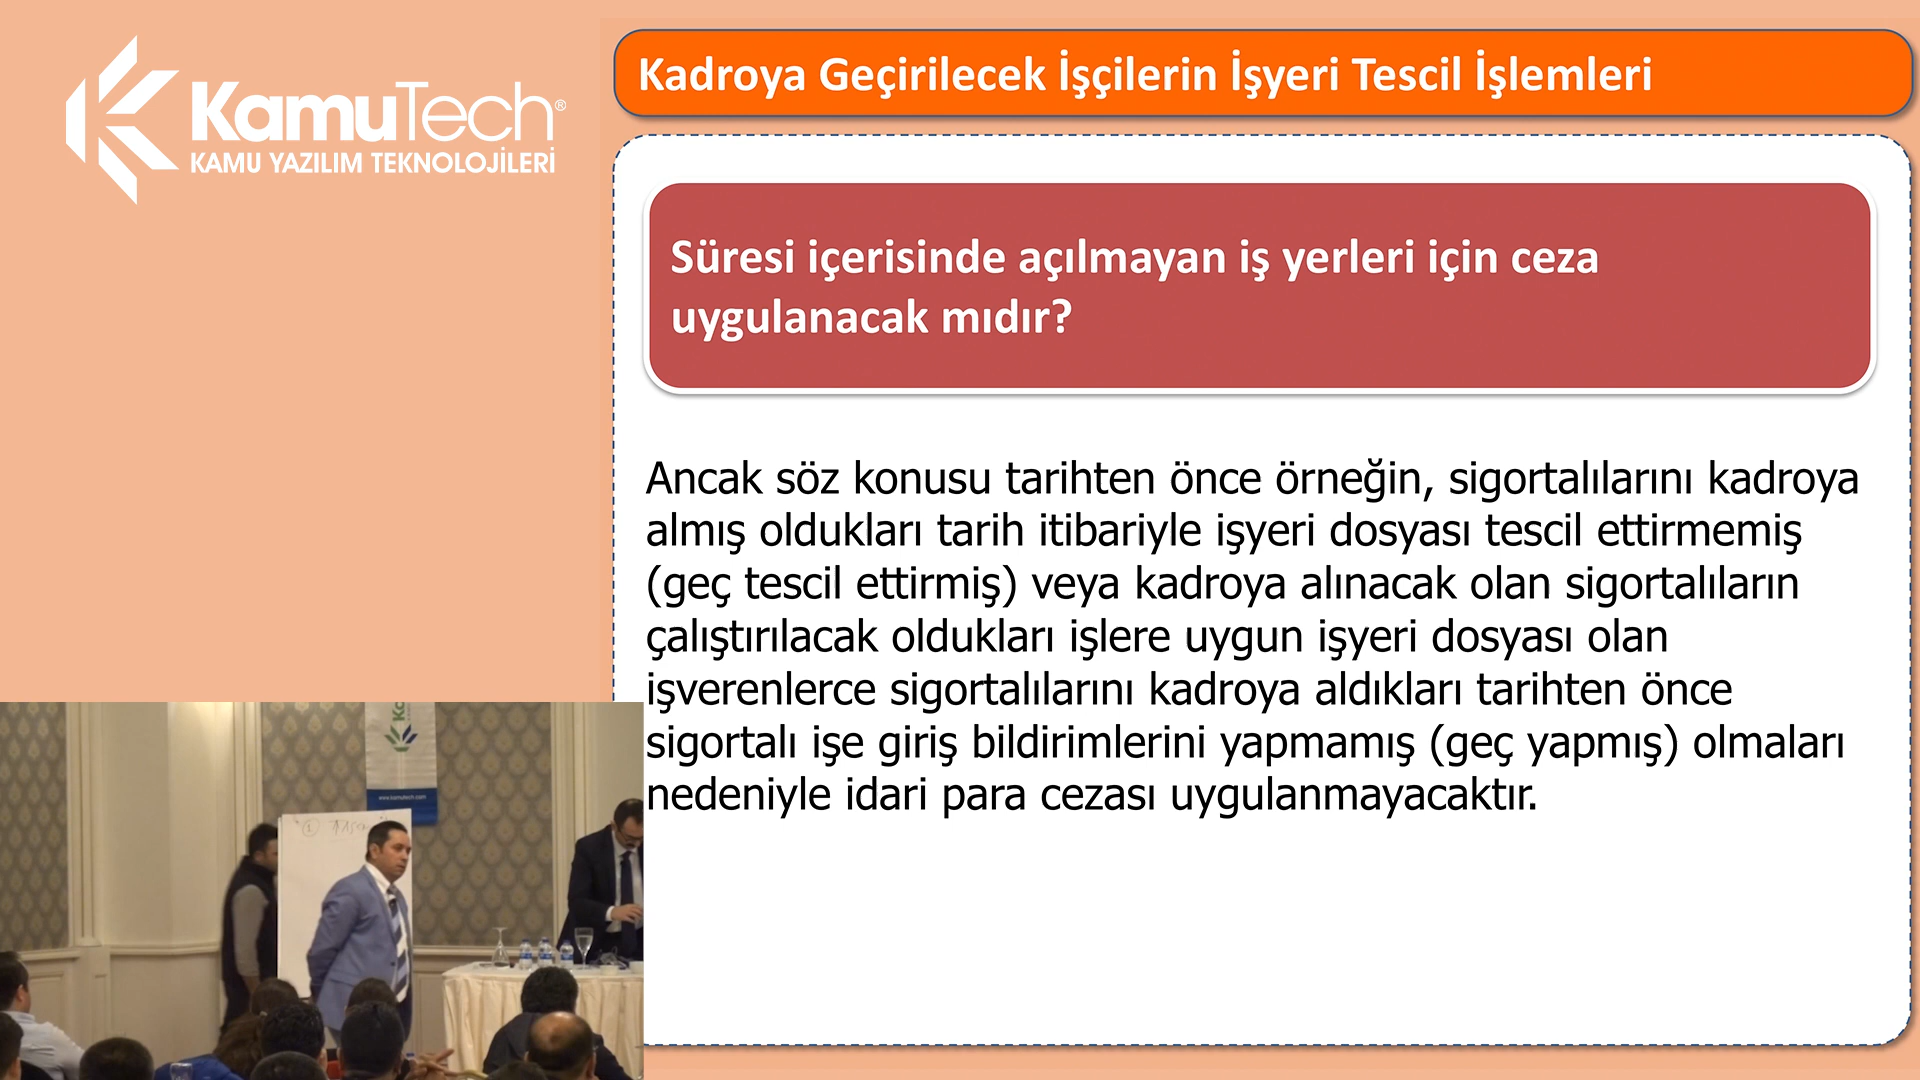 KamuTech®
KAMU YAZILIM TEKNOLOJİLERİ
Kadroya Geçirilecek İşçilerin İşyeri Tescil İşlemleri
Süresi içerisinde açılmayan iş yerleri için ceza
uygulanacak mıdır?
Ancak söz konusu tarihten önce örneğin, sigortalılarını kadroya
almış oldukları tarih itibariyle işyeri dosyası tescil ettirmemiş
(geç tescil ettirmiş) veya kadroya alınacak olan sigortalıların
çalıştırılacak oldukları işlere uygun işyeri dosyası olan
işverenlerce sigortalılarını kadroya aldıkları tarihten önce
sigortalı işe giriş bildirimlerini yapmamış (geç yapmış) olmaları
nedeniyle idari para cezası uygulanmayacaktır.
www.kamutech.com